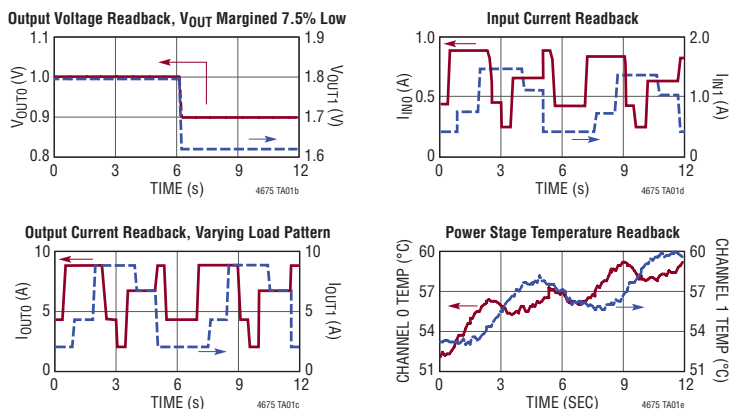 Output Voltage Readback, VOUT Margined 7.5% Low
1.1
1.0
0.9
0.8
VOUT0 (V)
1.9
1.8
1.7
1.6
VOUT1 (V)
0
3
6
9
12
TIME (s)
4675 TA01b
Input Current Readback
1.0
0.5
0
IIN0 (A)
2.0
1.0
0
IIN1 (A)
0
3
6
9
12
TIME (s)
4675 TA01d
Output Current Readback, Varying Load Pattern
10
5
0
IOUT0 (A)
10
5
0
IOUT1 (A)
0
3
6
9
12
TIME (s)
4675 TA01c
Power Stage Temperature Readback
60
57
54
51
CHANNEL 0 TEMP (°C)
60
58
54
51
CHANNEL 1 TEMP (°C)
0
3
6
9
12
TIME (SEC)
4675 TA01e